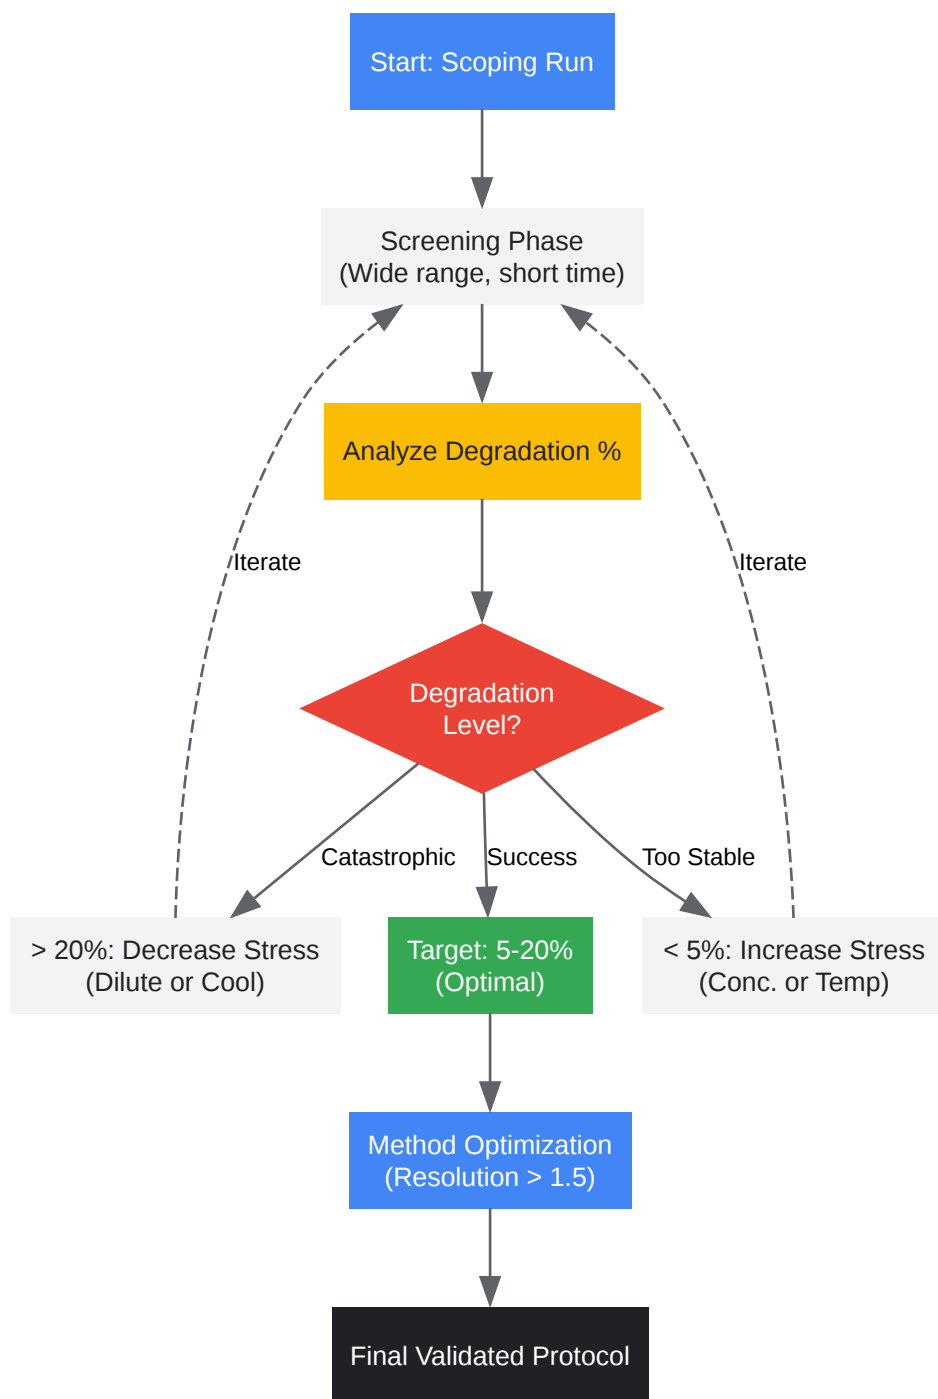 Start: Scoping Run
Screening Phase
(Wide range, short time)
Analyze Degradation %
Iterate
Iterate
Degradation
Level?
Catastrophic
Success
Too Stable
> 20%: Decrease Stress
(Dilute or Cool)
Target: 5-20%
(Optimal)
< 5%: Increase Stress
(Conc. or Temp)
Method Optimization
(Resolution > 1.5)
Final Validated Protocol